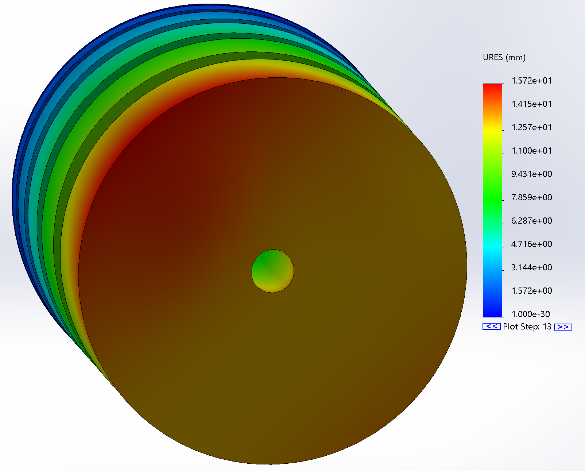 URES (mm)
1.572e+01
1.415e+01
1.257e+01
1.100e+01
9.431e+00
7.859e+00
6.287e+00
4.716e+00
3.144e+00
1.572e+00
1.000e-30
<< Plot Step: 13 >>